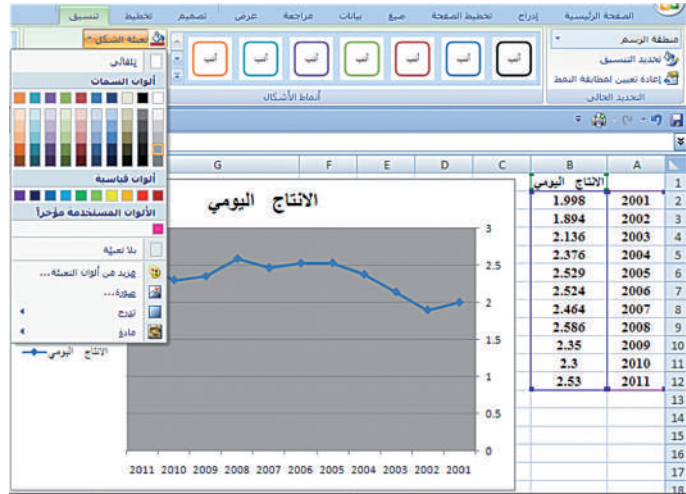 الصفحة الرئيسية إدراج تخطيط الصفحة صيغ بيانات مراجعة عرض تصميم تخطيط تنسيق
منطقة الرسم
تحديد التنسيق
إعادة تعيين لمطابقة النمط
التحديد الحالي
أنب أنب أنب أنب أنب أنب
أنماط الأشكال
تعبئة الشكل
تلقائي
ألوان السمات
ألوان قياسية
الألوان المستخدمة مؤخراً
بلا تعبئة
مزيد من ألوان التعبئة...
صورة...
تدرج
مادة
A B C D E F G
1 الانتاج اليومي
2 2001 1.998
3 2002 1.894
4 2003 2.136
5 2004 2.376
6 2005 2.529
7 2006 2.524
8 2007 2.464
9 2008 2.586
10 2009 2.35
11 2010 2.3
12 2011 2.53
13
14
15
16
17
18
الانتاج اليومي
3
2.5
2
1.5
1
0.5
0
2011 2010 2009 2008 2007 2006 2005 2004 2003 2002 2001
الانتاج اليومي